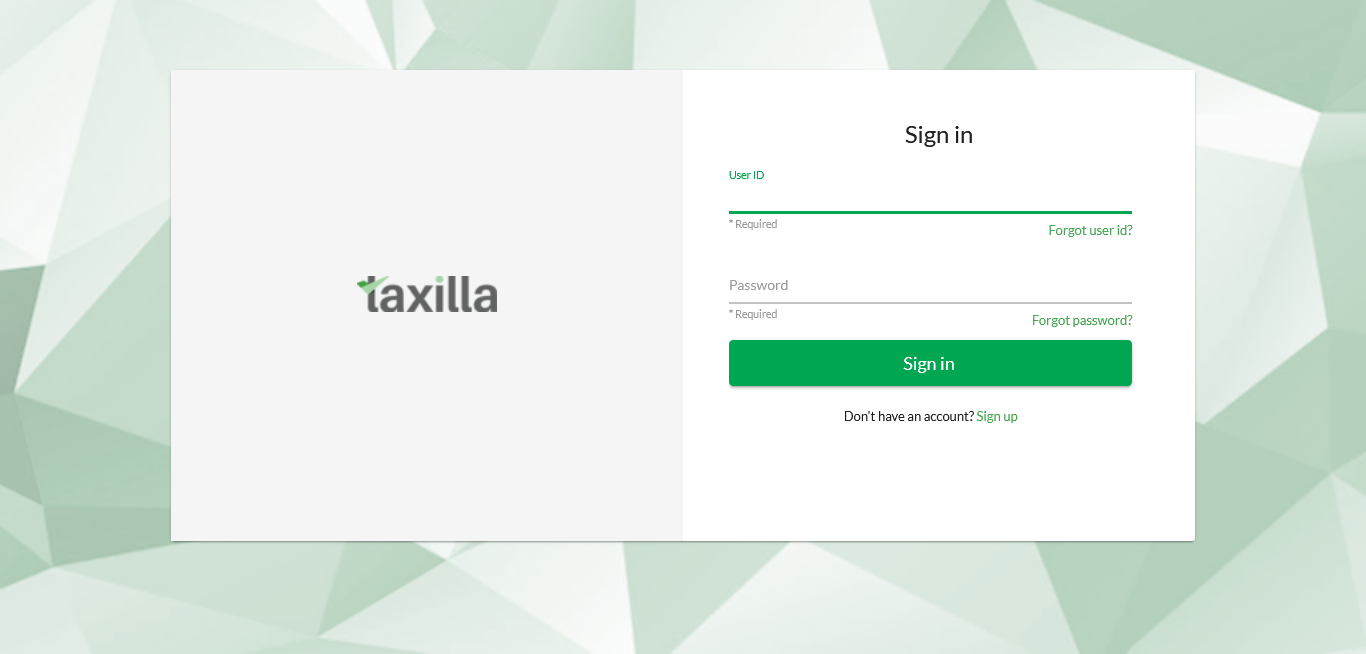 taxilla
Sign in
User ID
* Required
Forgot user id?
Password
* Required
Forgot password?
Sign in
Don't have an account? Sign up